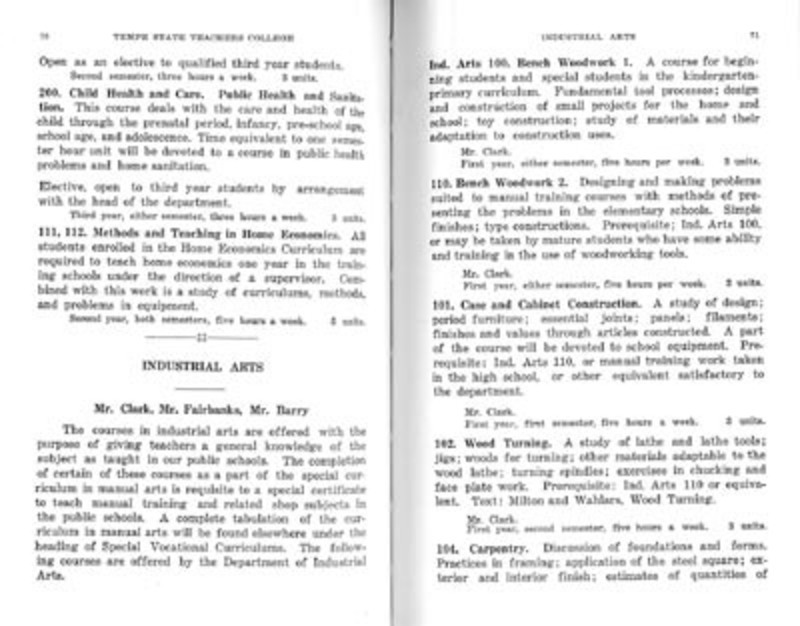 TEMPE STATE TEACHERS COLLEGE
Open as an elective to qualified third year students.
Second semester, three hours a week. 3 units.
200. Child Health and Care. Public Health and Sanita-
tion. This course deals with the care and health of the
child through the prenatal period, infancy, pre-school age,
school age, and adolescence. Time equivalent to one semes-
ter hour unit will be devoted to a course in public health
problems and home sanitation.
Elective, open to third year students by arrangement
with the head of the department.
Third year, either semester, three hours a week. 3 units.
111, 112. Methods and Teaching in Home Economics. All
students enrolled in the Home Economics Curriculum are
required to teach home economics one year in the train-
ing schools under the direction of a supervisor. Com-
bined with this work is a study of curriculums, methods,
and problems in equipment.
Second year, both semesters, five hours a week. units.
INDUSTRIAL ARTS
Mr. Clark, Mr. Fairbanks, Mr. Barry
The courses in industrial arts are offered with the
purpose of giving teachers a general knowledge of the
subject as taught in our public schools. The completion
of certain of these courses as a part of the special cur-
riculum in manual arts is requisite to a special certificate
to teach manual training and related shop subjects in
the public schools. A complete tabulation of the cur-
riculum in manual arts will be found elsewhere under the
heading of Special Vocational Curriculums. The follow-
ing courses are offered by the Department of Industrial
Arts.
INDUSTRIAL ARTS 71
Ind. Arts 100. Bench Woodwork 1. A course for begin-
ning students and special students in the kindergarten-
primary curriculum. Fundamental tool processes; design
and construction of small projects for the home and
school; toy construction; study of materials and their
adaptation to construction uses.
Mr. Clark.
First year, either semester, five hours per week. 3 units.
110. Bench Woodwork 2. Designing and making problems
suited to manual training courses with methods of pre-
senting the problems in the elementary schools. Simple
finishes; type constructions. Prerequisite; Ind. Arts 100,
or may be taken by mature students who have some ability
and training in the use of woodworking tools.
Mr. Clark.
First year, either semester, five hours per week. 3 units.
101. Case and Cabinet Construction. A study of design;
period furniture; essential joints; panels; filaments;
finishes and values through articles constructed. A part
of the course will be devoted to school equipment. Pre-
requisite: Ind. Arts 110, or manual training work taken
in the high school, or other equivalent satisfactory to
the department.
Mr. Clark.
First year, first semester, five hours a week. 3 units.
102. Wood Turning. A study of lathe and lathe tools;
jigs; woods for turning; other materials adaptable to the
wood lathe; turning spindles; exercises in chucking and
face plate work. Prerequisite: Ind. Arts 110 or equiva-
lent. Text: Milton and Wohlers, Wood Turning.
Mr. Clark.
First year, second semester, five hours a week. 3 units.
104. Carpentry. Discussion of foundations and forms.
Practices in framing; application of the steel square; ex-
terior and interior finish; estimates of quantities of